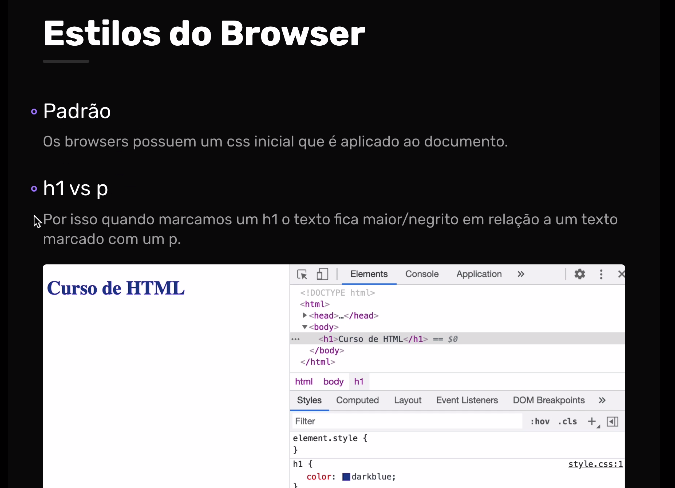 Estilos do Browser
Padrão
Os browsers possuem um css inicial que é aplicado ao documento.
h1 vs p
Por isso quando marcamos um h1 o texto fica maior/negrito em relação a um texto
marcado com um p.
Curso de HTML
Elements Console Application »
<!DOCTYPE html>
<html>
<head>…</head>
<body>
<h1>Curso de HTML</h1> == $0
</body>
</html>
html body h1
Styles Computed Layout Event Listeners DOM Breakpoints »
Filter :hov .cls +
element.style {
}
h1 { style.css:1
color: darkblue;
}